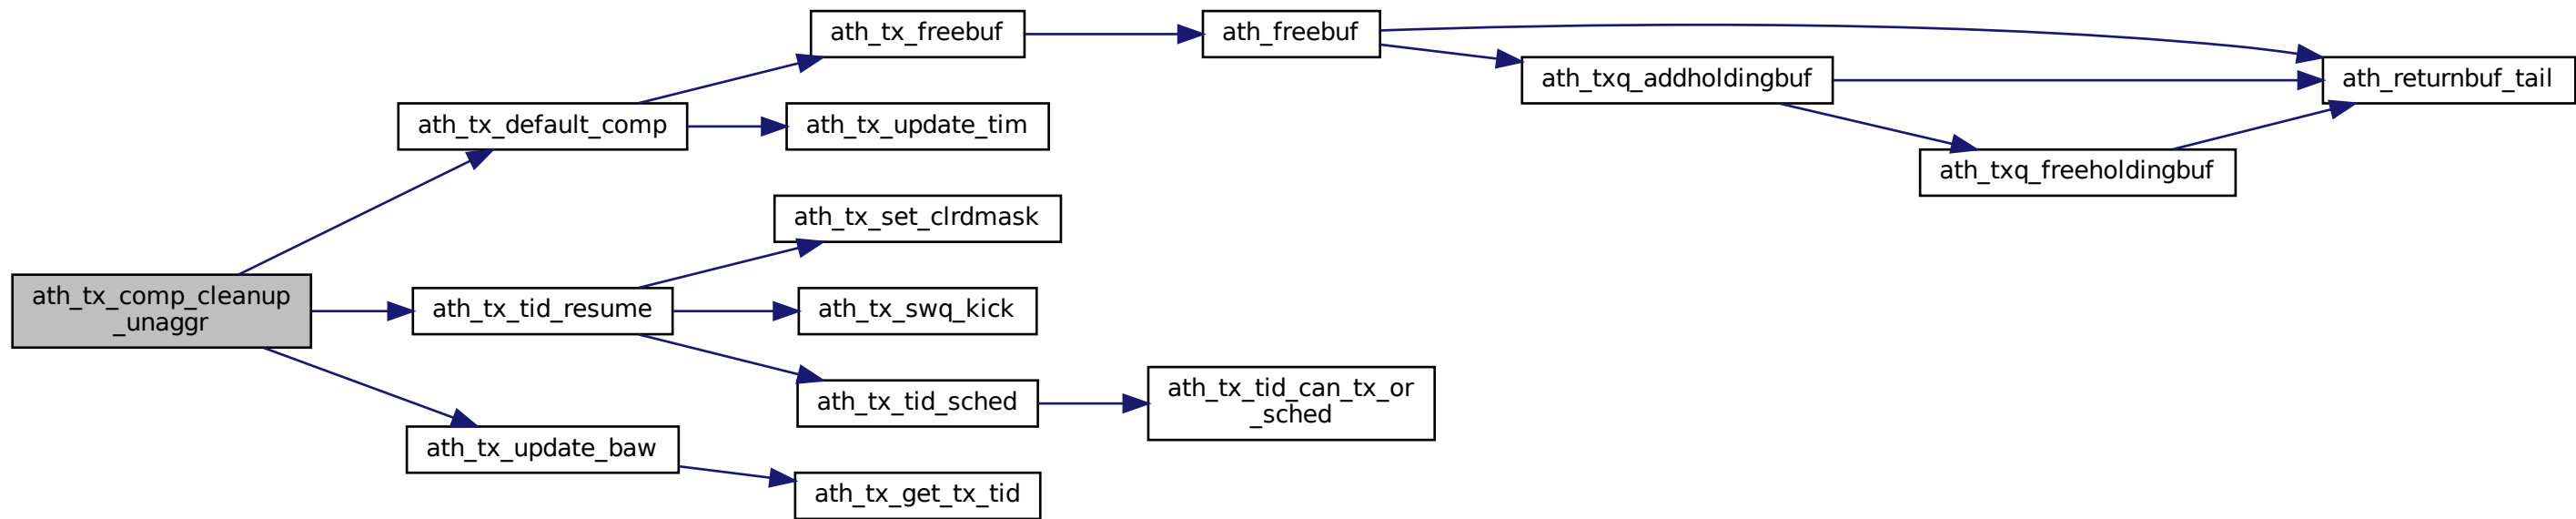 ath_tx_freebuf
ath_freebuf
ath_txq_addholdingbuf
ath_returnbuf_tail
ath_tx_default_comp
ath_tx_update_tim
ath_txq_freeholdingbuf
ath_tx_set_clrdmask
ath_tx_comp_cleanup
_unaggr
ath_tx_tid_resume
ath_tx_swq_kick
ath_tx_tid_sched
ath_tx_tid_can_tx_or
_sched
ath_tx_update_baw
ath_tx_get_tx_tid